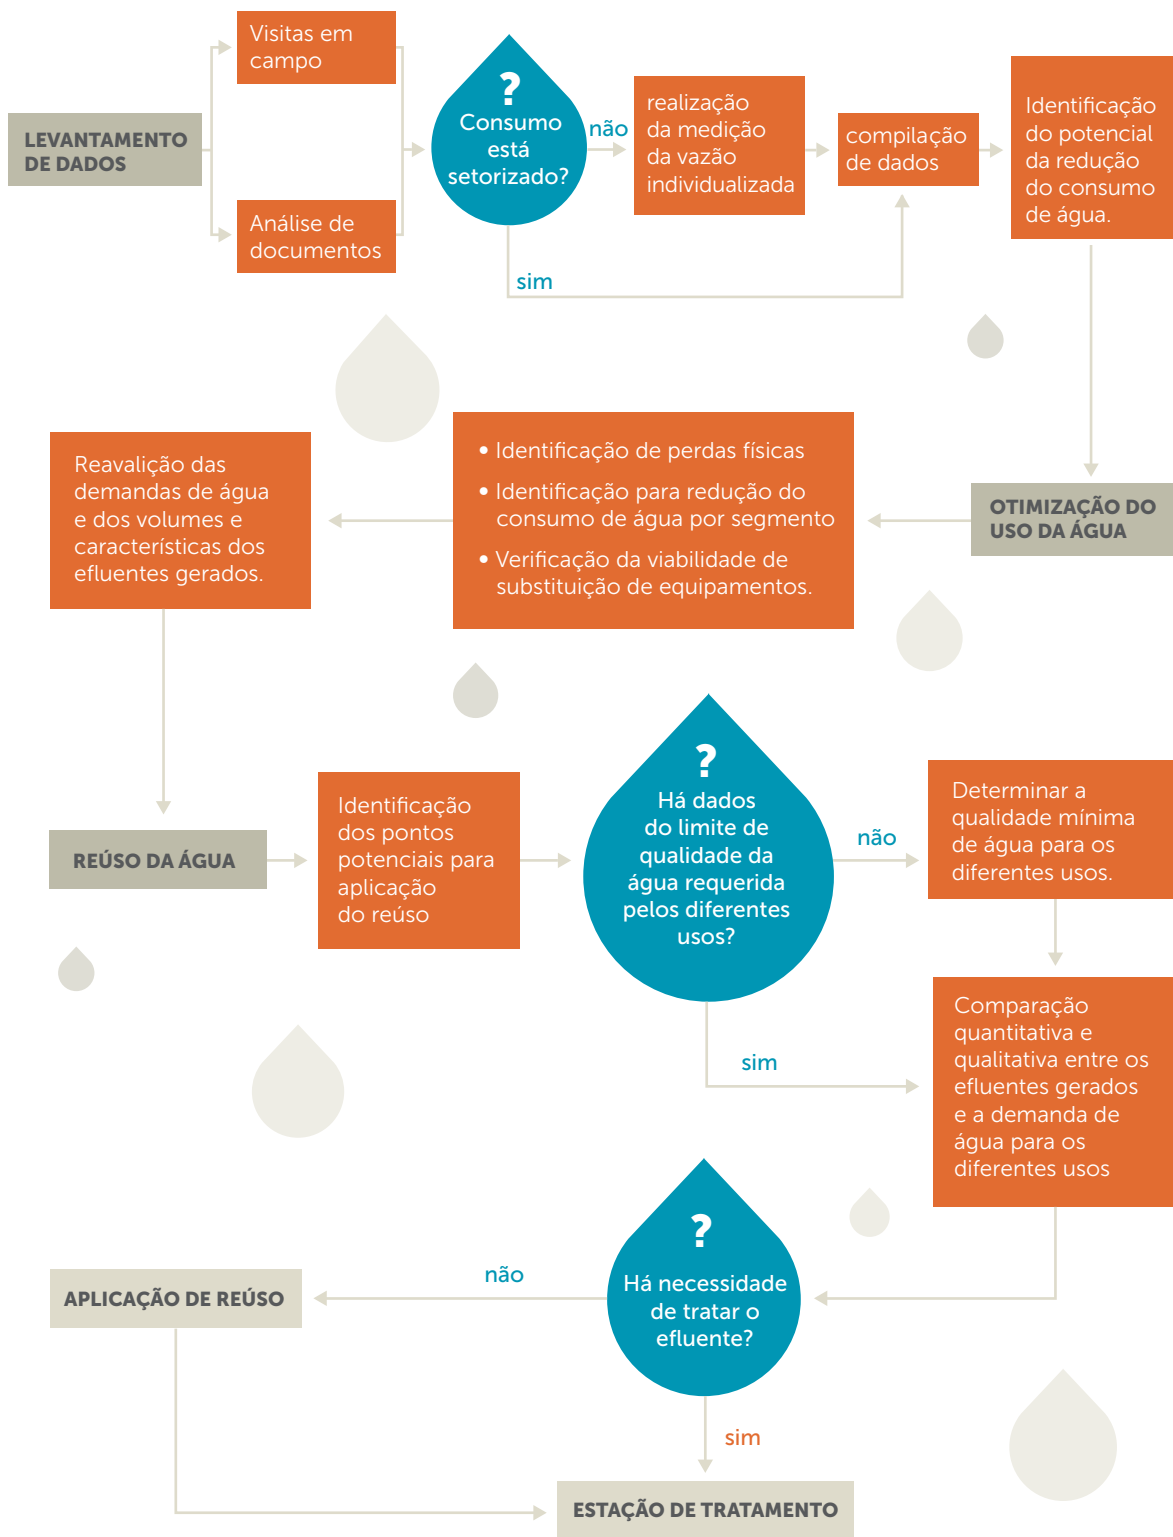 Visitas em
campo
LEVANTAMENTO
DE DADOS
Análise de
documentos
?
Consumo
está
setorizado?
não
sim
realização
da medição
da vazão
individualizada
compilação
de dados
Identificação
do potencial
da redução
do consumo
de água.
OTIMIZAÇÃO DO
USO DA ÁGUA
• Identificação de perdas físicas
• Identificação para redução do
consumo de água por segmento
• Verificação da viabilidade de
substituição de equipamentos.
Reavalição das
demandas de água
e dos volumes e
características dos
efluentes gerados.
REÚSO DA ÁGUA
Identificação
dos pontos
potenciais para
aplicação
do reúso
?
Há dados
do limite de
qualidade da
água requerida
pelos diferentes
usos?
não
sim
Determinar a
qualidade mínima
de água para os
diferentes usos.
Comparação
quantitativa e
qualitativa entre os
efluentes gerados
e a demanda de
água para os
diferentes usos
?
Há necessidade
de tratar o
efluente?
não
APLICAÇÃO DE REÚSO
sim
ESTAÇÃO DE TRATAMENTO